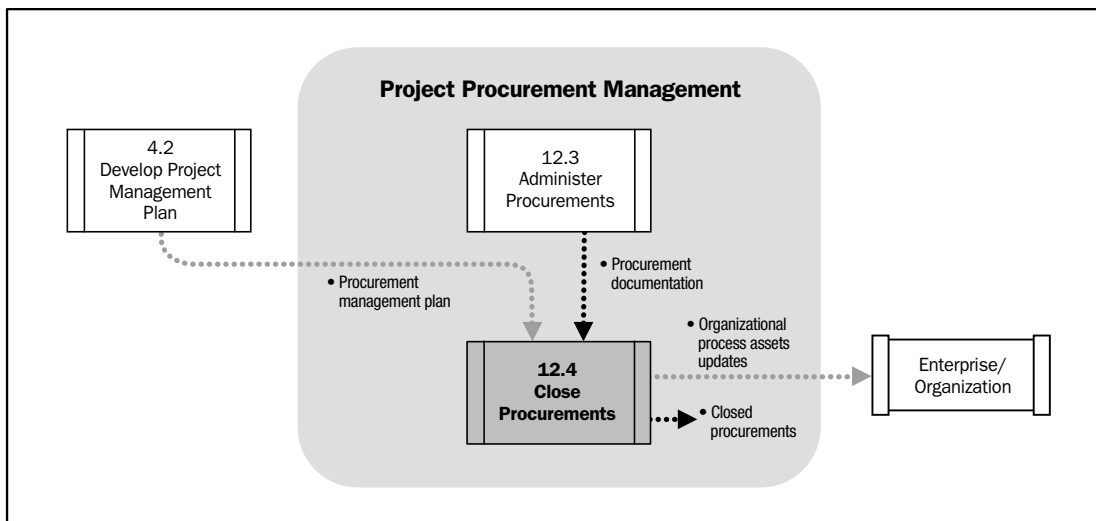 Project Procurement Management
4.2
Develop Project
Management
Plan
12.3
Administer
Procurements
• Procurement
management plan
• Procurement
documentation
• Organizational
process assets
updates
12.4
Close
Procurements
Enterprise/
Organization
• Closed
procurements